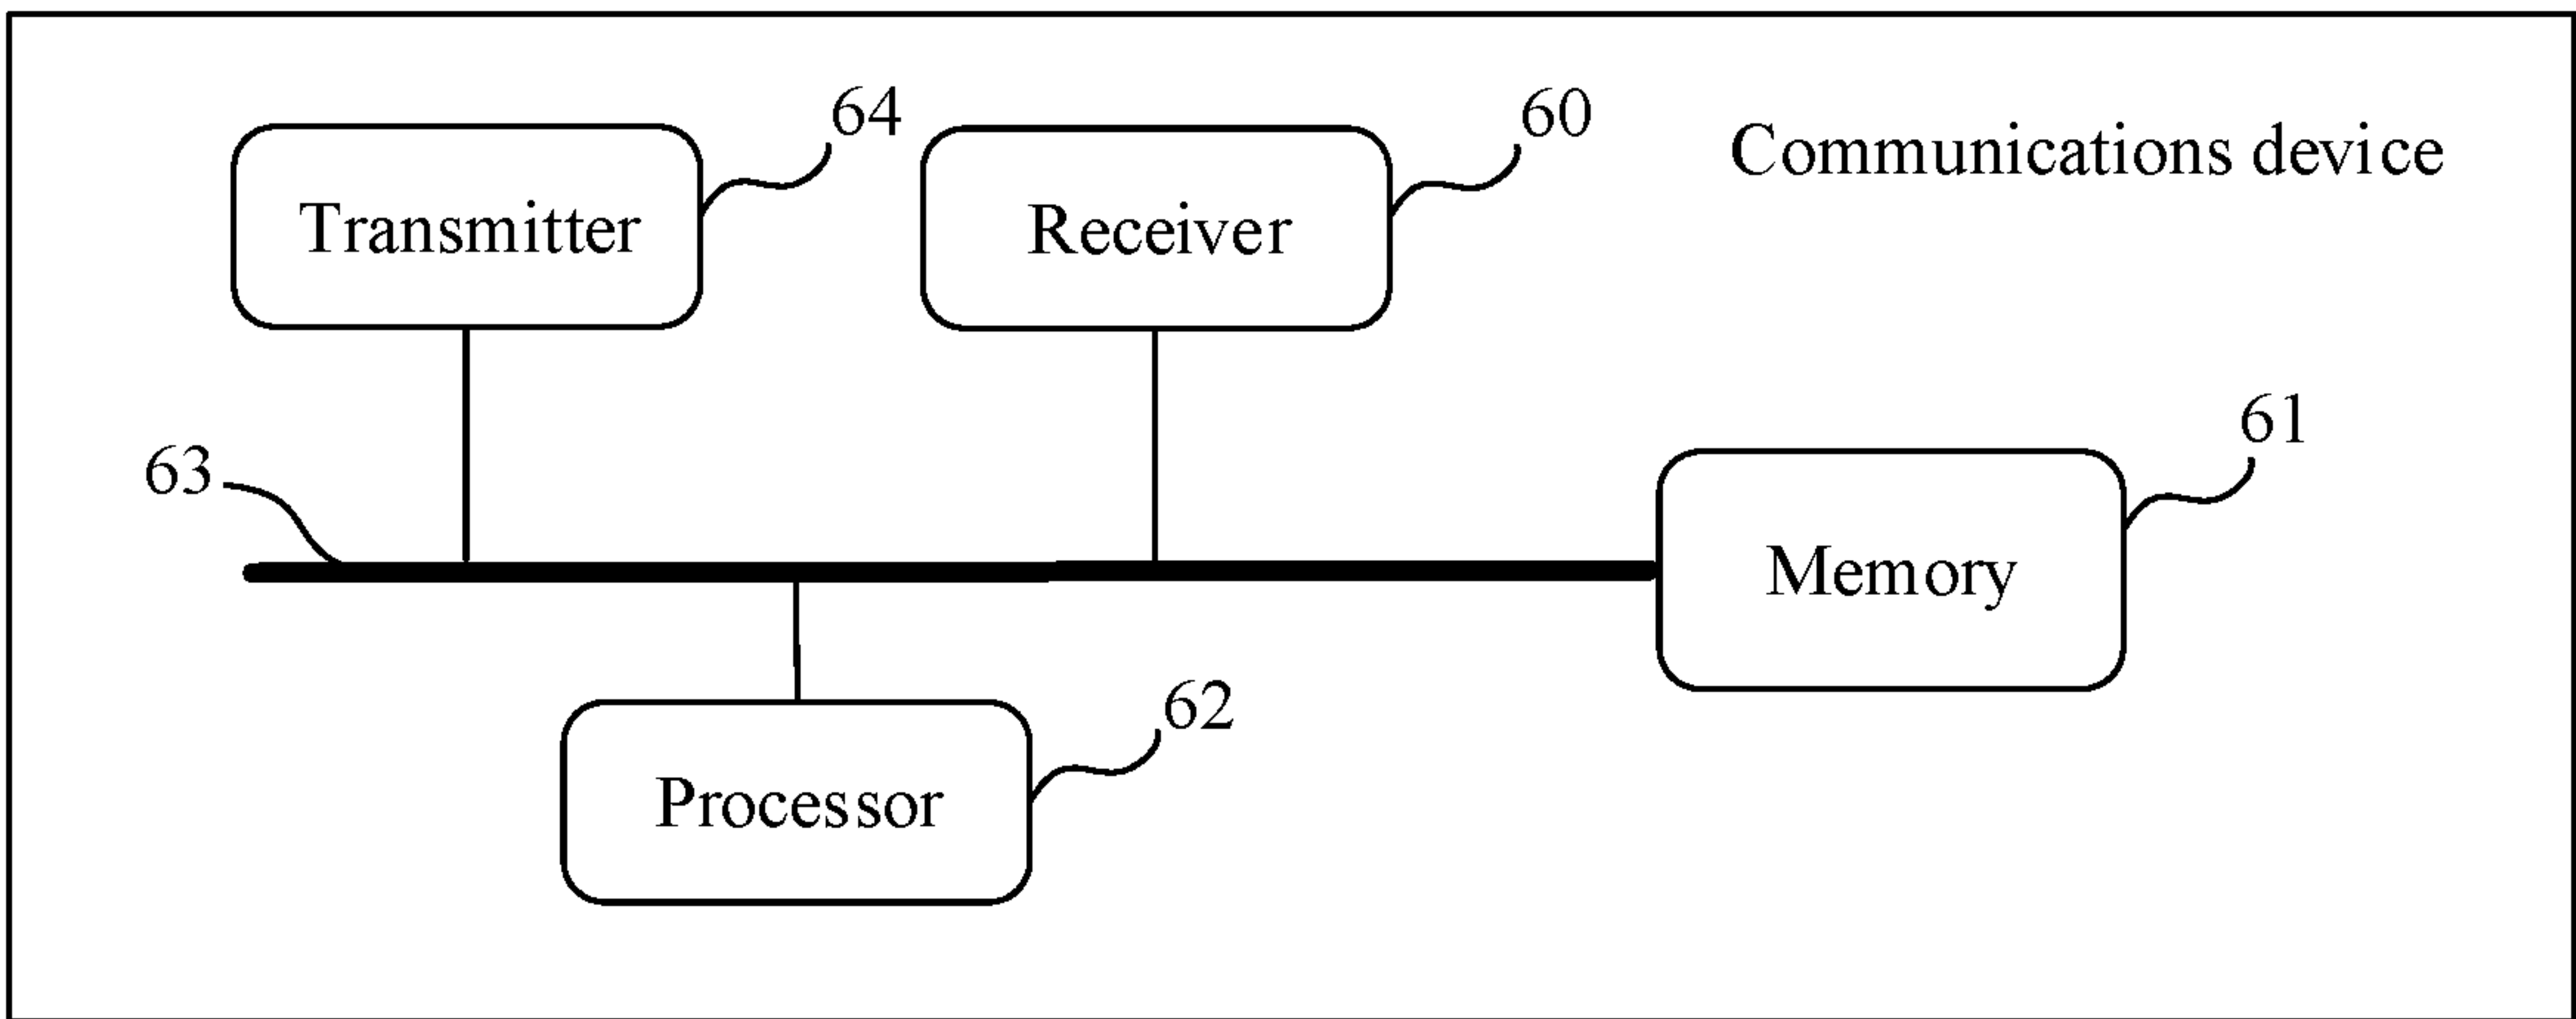 64
60
Communications device
Transmitter
Receiver
63
61
Memory
62
Processor